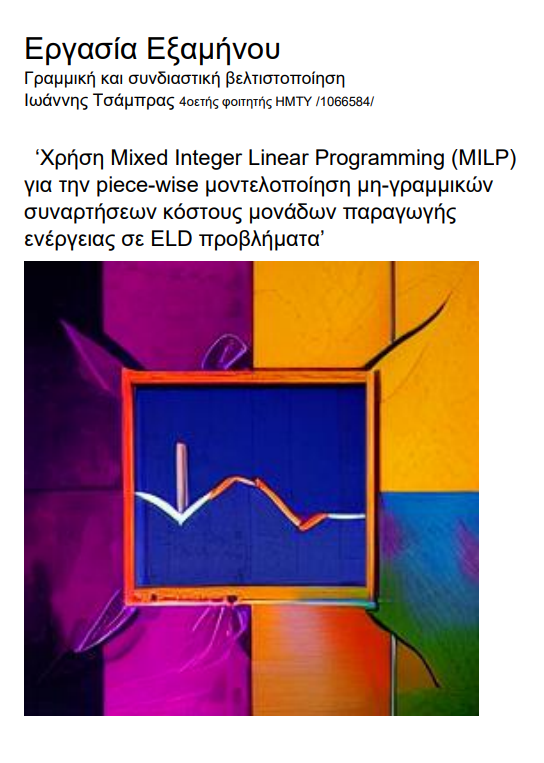 Εργασία Εξαμήνου
Γραμμική και συνδιαστική βελτιστοποίηση
Ιωάννης Τσάμπρας 4οετής φοιτητής ΗΜΤΥ /1066584/
‘Χρήση Mixed Integer Linear Programming (MILP)
για την piece-wise μοντελοποίηση μη-γραμμικών
συναρτήσεων κόστους μονάδων παραγωγής
ενέργειας σε ELD προβλήματα’